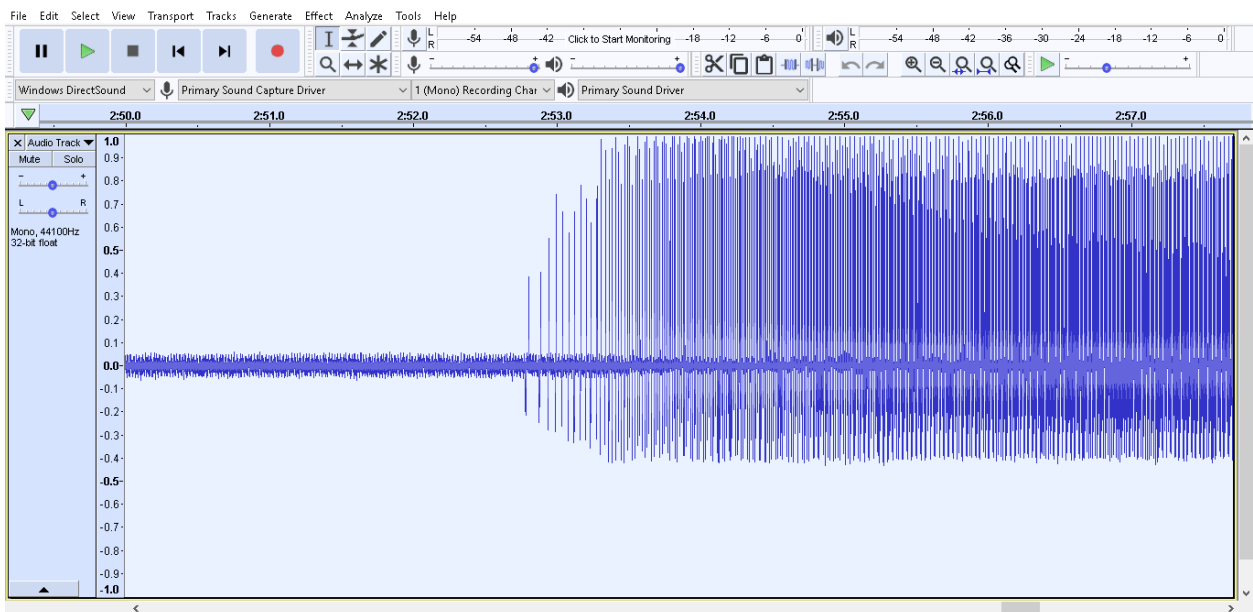 File Edit Select View Transport Tracks Generate Effect Analyze Tools Help
L R -54 -48 -42 Click to Start Monitoring -18 -12 -6 0 L R -54 -48 -42 -36 -30 -24 -18 -12 -6 0
- + - + - +
Windows DirectSound Primary Sound Capture Driver 1 (Mono) Recording Char Primary Sound Driver
2:50.0 2:51.0 2:52.0 2:53.0 2:54.0 2:55.0 2:56.0 2:57.0
X Audio Track 1.0
Mute Solo 0.9
- + 0.8
L R 0.7
Mono, 44100Hz 0.6
32-bit float 0.5
0.4
0.3
0.2
0.1
0.0
-0.1
-0.2
-0.3
-0.4
-0.5
-0.6
-0.7
-0.8
-0.9
-1.0